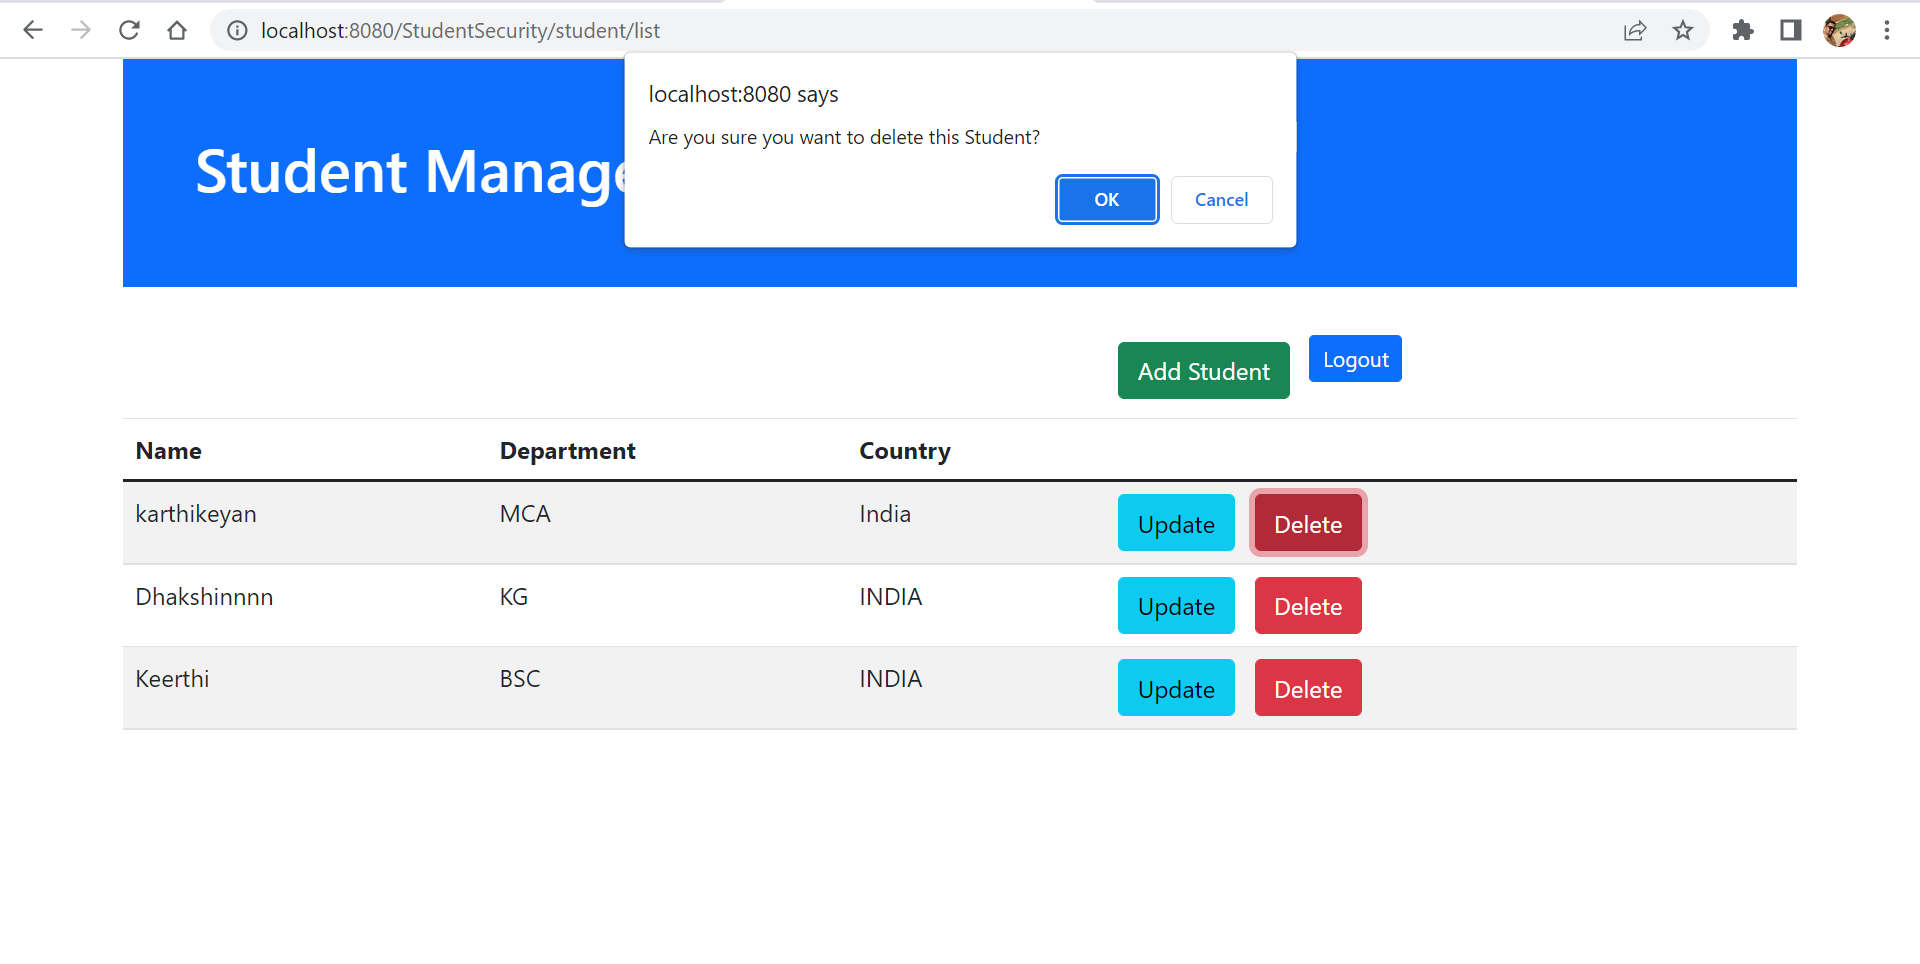 localhost:8080/StudentSecurity/student/list
localhost:8080 says
Are you sure you want to delete this Student?
OK Cancel
Student Manage
Add Student Logout
Name Department Country
karthikeyan MCA India Update Delete
Dhakshinnnn KG INDIA Update Delete
Keerthi BSC INDIA Update Delete